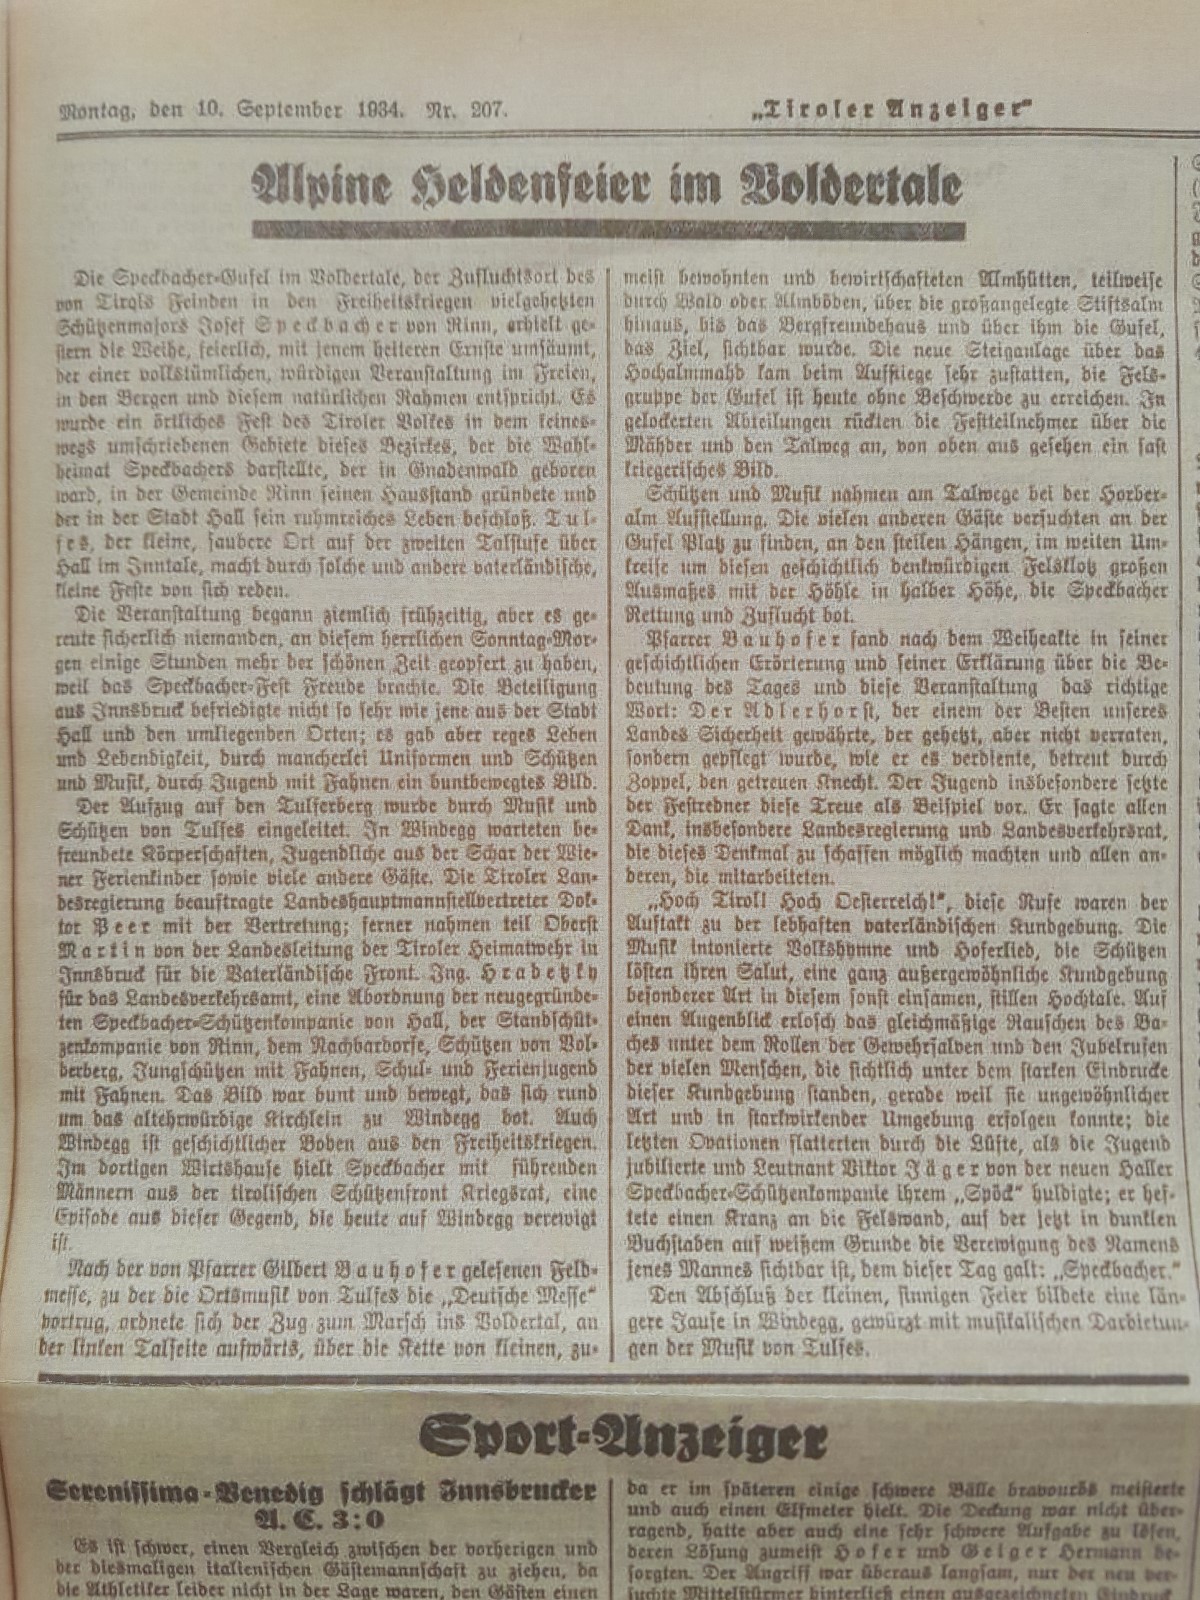 Montag, den 10. September 1934. Nr. 207.
„Tiroler Anzeiger“
Alpine Heldenfeier im Voldertale
Die Speckbacher-Gufel im Voldertale, der Zufluchtsort des
von Tirols Feinden in den Freiheitskriegen vielgehetzten
Schützenmajors Josef Speckbacher von Rinn, erhielt ge-
stern die Weihe, feierlich, mit jenem heiteren Ernste umsäumt,
der einer volkstümlichen, würdigen Veranstaltung im Freien,
in den Bergen und diesem natürlichen Rahmen entspricht. Es
wurde ein örtliches Fest des Tiroler Volkes in dem keines-
wegs umschriebenen Gebiete dieses Bezirkes, der die Wahl-
heimat Speckbachers darstellte, der in Gnadenwald geboren
ward, in der Gemeinde Rinn seinen Hausstand gründete und
der in der Stadt Hall sein ruhmreiches Leben beschloß. Tul-
fes, der kleine, saubere Ort auf der zweiten Talstufe über
Hall im Inntale, macht durch solche und andere vaterländische,
kleine Feste von sich reden.
Die Veranstaltung begann ziemlich frühzeitig, aber es ge-
reute sicherlich niemanden, an diesem herrlichen Sonntag-Mor-
gen einige Stunden mehr der schönen Zeit geopfert zu haben,
weil das Speckbacher-Fest Freude brachte. Die Beteiligung
aus Innsbruck befriedigte nicht so sehr wie jene aus der Stadt
Hall und den umliegenden Orten; es gab aber reges Leben
und Lebendigkeit, durch mancherlei Uniformen und Schützen
und Musik, durch Jugend mit Fahnen ein buntbewegtes Bild.
Der Aufzug auf den Tulferberg wurde durch Musik und
Schützen von Tulfes eingeleitet. In Windegg warteten be-
freundete Körperschaften, Jugendliche aus der Schar der Wie-
ner Ferienkinder sowie viele andere Gäste. Die Tiroler Lan-
desregierung beauftragte Landeshauptmannstellvertreter Dok-
tor Peer mit der Vertretung; ferner nahmen teil Oberst
Markin von der Landesleitung der Tiroler Heimatwehr in
Innsbruck für die Vaterländische Front. Ing. Hradetzky
für das Landesverkehrsamt, eine Abordnung der neugegründe-
ten Speckbacher-Schützenkompanie von Hall, der Standschüt-
zenkompanie von Rinn, dem Nachbardorfe, Schützen von Vol-
derberg, Jungschützen mit Fahnen, Schul- und Ferienjugend
mit Fahnen. Das Bild war bunt und bewegt, das sich rund
um das altehrwürdige Kirchlein zu Windegg bot. Auch
Windegg ist geschichtlicher Boden aus den Freiheitskriegen.
Im dortigen Wirtshause hielt Speckbacher mit führenden
Männern aus der tirolischen Schützenfront Kriegsrat, eine
Episode aus dieser Gegend, die heute auf Windegg verewigt
ist.
Nach der von Pfarrer Gilbert Bauhofer gelesenen Feld-
messe, zu der die Ortsmusik von Tulfes die „Deutsche Messe“
vortrug, ordnete sich der Zug zum Marsch ins Voldertal, an
der linken Talseite aufwärts, über die Kette von kleinen, zu-
meist bewohnten und bewirtschafteten Almhütten, teilweise
durch Wald oder Almböden, über die großangelegte Stiftsalm
hinaus, bis das Bergfreundehaus und über ihm die Gufel,
das Ziel, sichtbar wurde. Die neue Steiganlage über das
Hochalmmahd kam beim Aufstiege sehr zustatten, die Fels-
gruppe der Gufel ist heute ohne Beschwerde zu erreichen. In
gelockerten Abteilungen rückten die Festteilnehmer über die
Mähder und den Talweg an, von oben aus gesehen ein fast
kriegerisches Bild.
Schützen und Musik nahmen am Talwege bei der Horber-
alm Aufstellung. Die vielen anderen Gäste versuchten an der
Gufel Platz zu finden, an den steilen Hängen, im weiten Um-
kreise um diesen geschichtlich denkwürdigen Felsklotz großen
Ausmaßes mit der Höhle in halber Höhe, die Speckbacher
Rettung und Zuflucht bot.
Pfarrer Bauhofer fand nach dem Weiheakte in seiner
geschichtlichen Erörterung und seiner Erklärung über die Be-
deutung des Tages und diese Veranstaltung das richtige
Wort: Der Adlerhorst, der einem der Besten unseres
Landes Sicherheit gewährte, der gehetzt, aber nicht verraten,
sondern gepflegt wurde, wie er es verdiente, betreut durch
Zoppel, den getreuen Knecht. Der Jugend insbesondere setzte
der Festredner diese Treue als Beispiel vor. Er sagte allen
Dank, insbesondere Landesregierung und Landesverkehrsrat,
die dieses Denkmal zu schaffen möglich machten und allen an-
deren, die mitarbeiteten.
„Hoch Tirol! Hoch Oesterreich!“, diese Rufe waren der
Auftakt zu der lebhaften vaterländischen Kundgebung. Die
Musik intonierte Volkshymne und Hoferlied, die Schützen
lösten ihren Salut, eine ganz außergewöhnliche Kundgebung
besonderer Art in diesem sonst einsamen, stillen Hochtale. Auf
einen Augenblick erlosch das gleichmäßige Rauschen des Ba-
ches unter dem Rollen der Gewehrsalven und den Jubelrufen
der vielen Menschen, die sichtlich unter dem starken Eindrucke
dieser Kundgebung standen, gerade weil sie ungewöhnlicher
Art und in starkwirkender Umgebung erfolgen konnte; die
letzten Ovationen flatterten durch die Lüfte, als die Jugend
jubilierte und Leutnant Viktor Jäger von der neuen Haller
Speckbacher-Schützenkompanie ihrem „Spöck“ huldigte; er hef-
tete einen Kranz an die Felswand, auf der jetzt in dunklen
Buchstaben auf weißem Grunde die Verewigung des Namens
jenes Mannes sichtbar ist, dem dieser Tag galt: „Speckbacher.“
Den Abschluß der kleinen, sinnigen Feier bildete eine län-
gere Jause in Windegg, gewürzt mit musikalischen Darbietun-
gen der Musik von Tulfes.
Sport-Anzeiger
Serenissima-Venedig schlägt Innsbrucker
A. C. 3:0
Es ist schwer, einen Vergleich zwischen der vorherigen und
der diesmaligen italienischen Gästemannschaft zu ziehen, da
die Athletiker leider nicht in der Lage waren, den Gästen einen
da er im späteren einige schwere Bälle bravourös meisterte
und auch einen Elfmeter hielt. Die Deckung war nicht über-
ragend, hatte aber auch eine sehr schwere Aufgabe zu lösen,
deren Lösung zumeist Hofer und Geiger Hermann be-
sorgten. Der Angriff war überaus langsam, nur der neu ver-
suchte Mittelstürmer hinterließ einen ausgezeichneten Eindruck